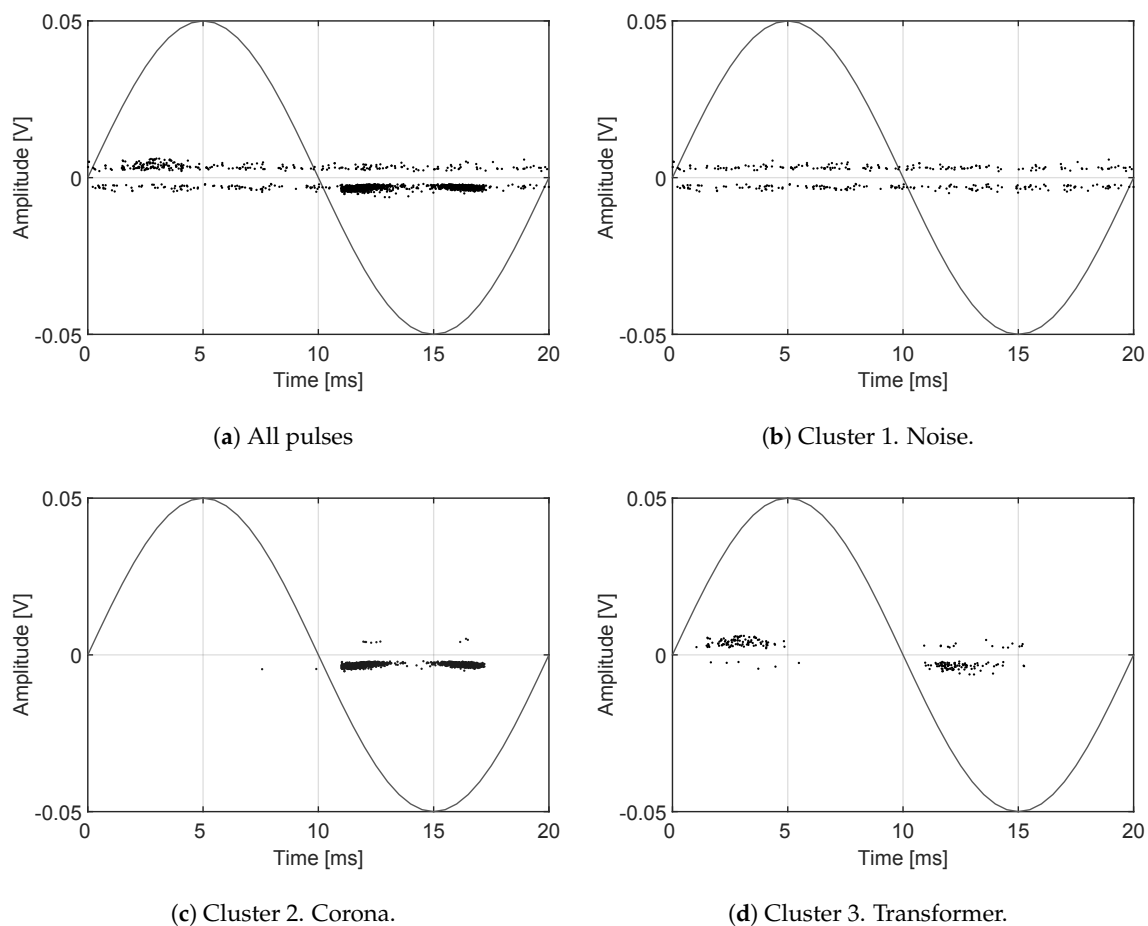 0.05
0
-0.05
Amplitude [V]
0 5 10 15 20
Time [ms]
(a) All pulses
0.05
0
-0.05
Amplitude [V]
0 5 10 15 20
Time [ms]
(b) Cluster 1. Noise.
0.05
0
-0.05
Amplitude [V]
0 5 10 15 20
Time [ms]
(c) Cluster 2. Corona.
0.05
0
-0.05
Amplitude [V]
0 5 10 15 20
Time [ms]
(d) Cluster 3. Transformer.